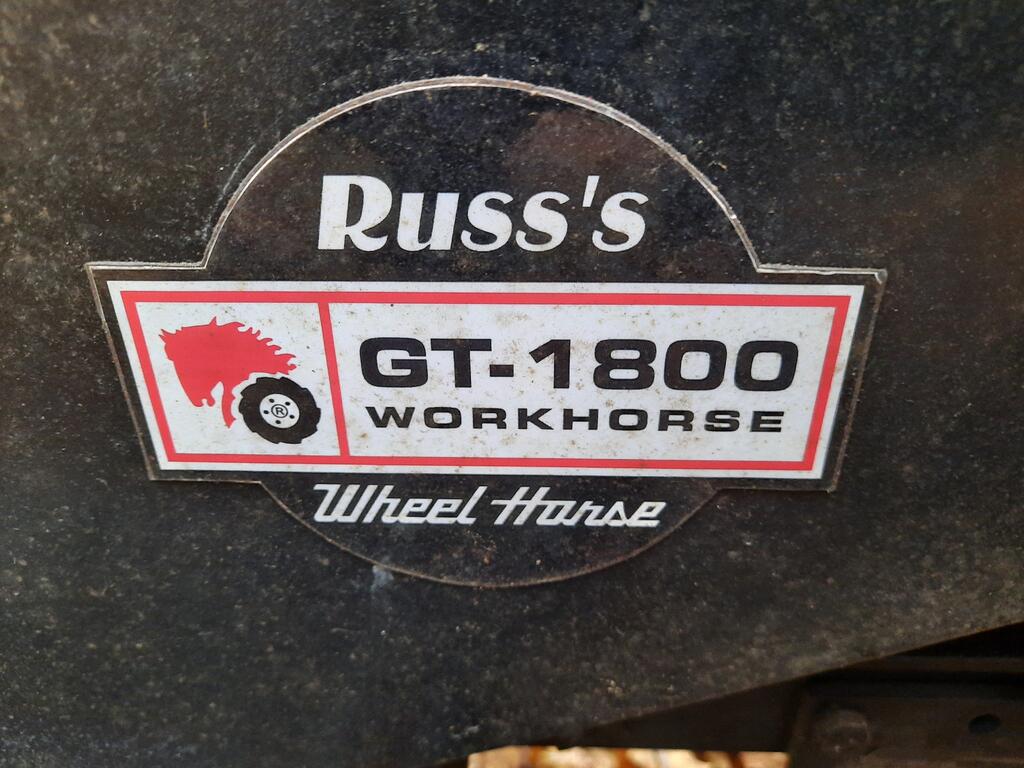 Russ's
GT-1800
WORKHORSE
®
Wheel Horse